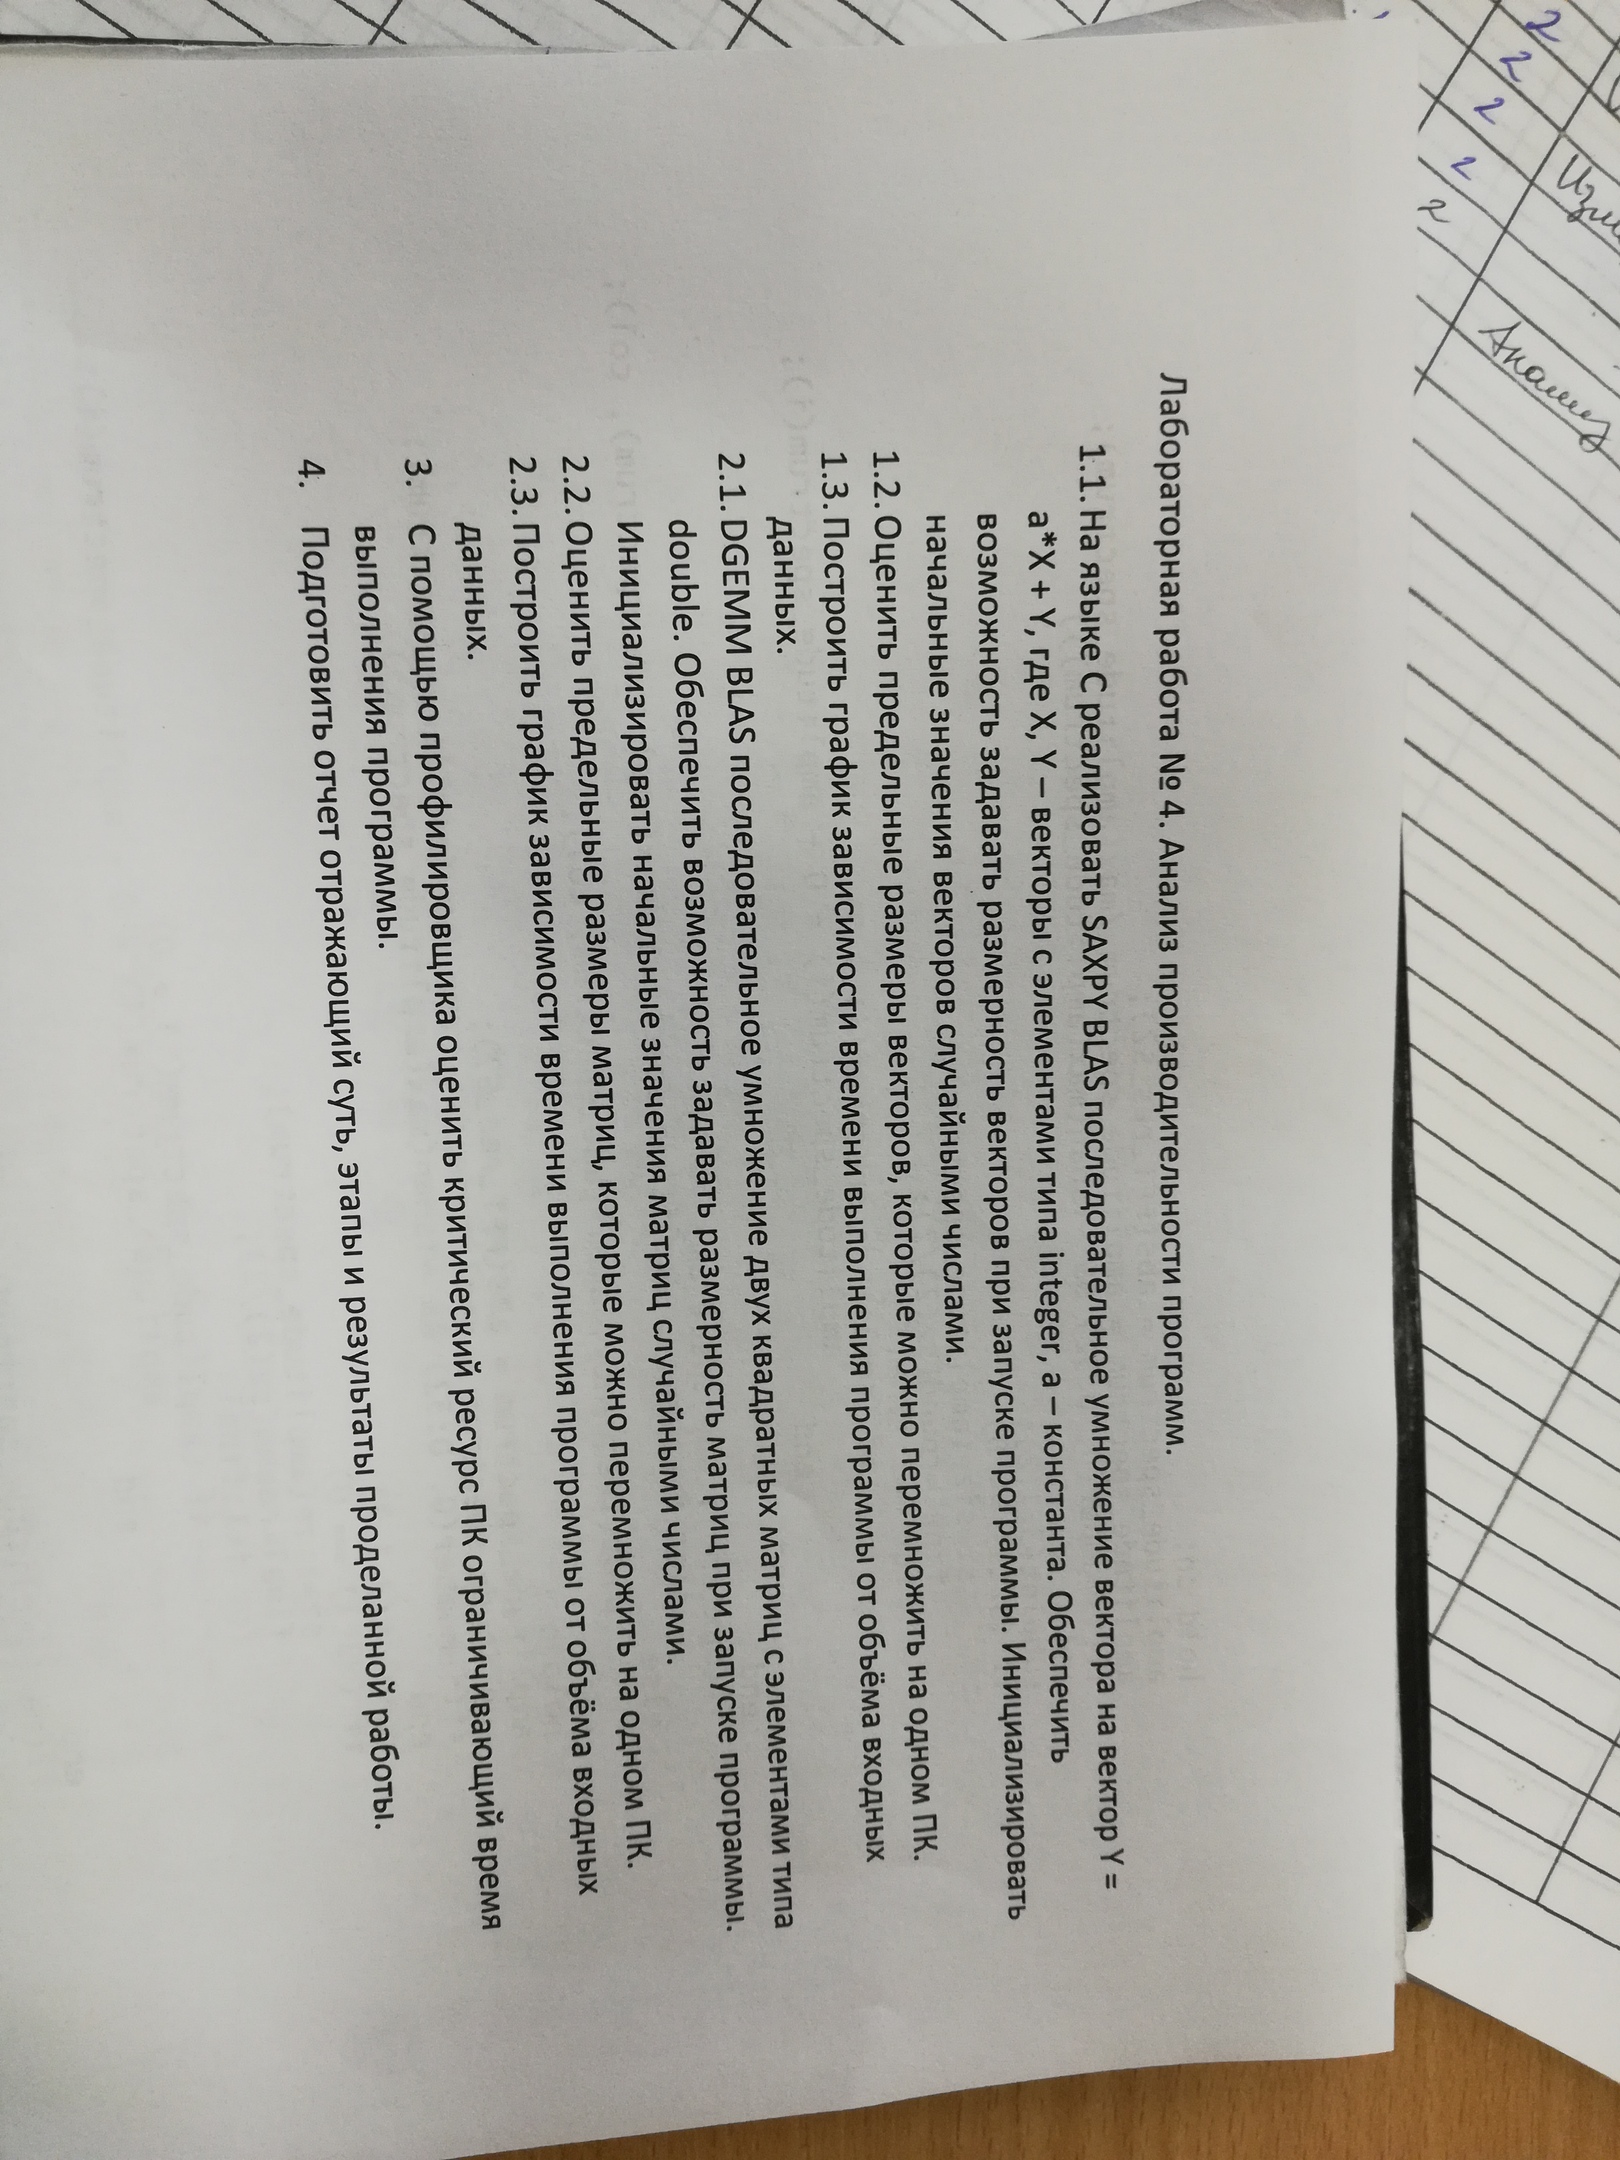 2
2
2
2
2
Анализ
Лабораторная работа № 4. Анализ производительности программ.
1.1. На языке С реализовать SAXPY BLAS последовательное умножение вектора на вектор Y =
a*X + Y, где X, Y – векторы с элементами типа integer, a – константа. Обеспечить
возможность задавать размерность векторов при запуске программы. Инициализировать
начальные значения векторов случайными числами.
1.2. Оценить предельные размеры векторов, которые можно перемножить на одном ПК.
1.3. Построить график зависимости времени выполнения программы от объёма входных
данных.
2.1. DGEMM BLAS последовательное умножение двух квадратных матриц с элементами типа
double. Обеспечить возможность задавать размерность матриц при запуске программы.
Инициализировать начальные значения матриц случайными числами.
2.2. Оценить предельные размеры матриц, которые можно перемножить на одном ПК.
2.3. Построить график зависимости времени выполнения программы от объёма входных
данных.
3. С помощью профилировщика оценить критический ресурс ПК ограничивающий время
выполнения программы.
4. Подготовить отчет отражающий суть, этапы и результаты проделанной работы.